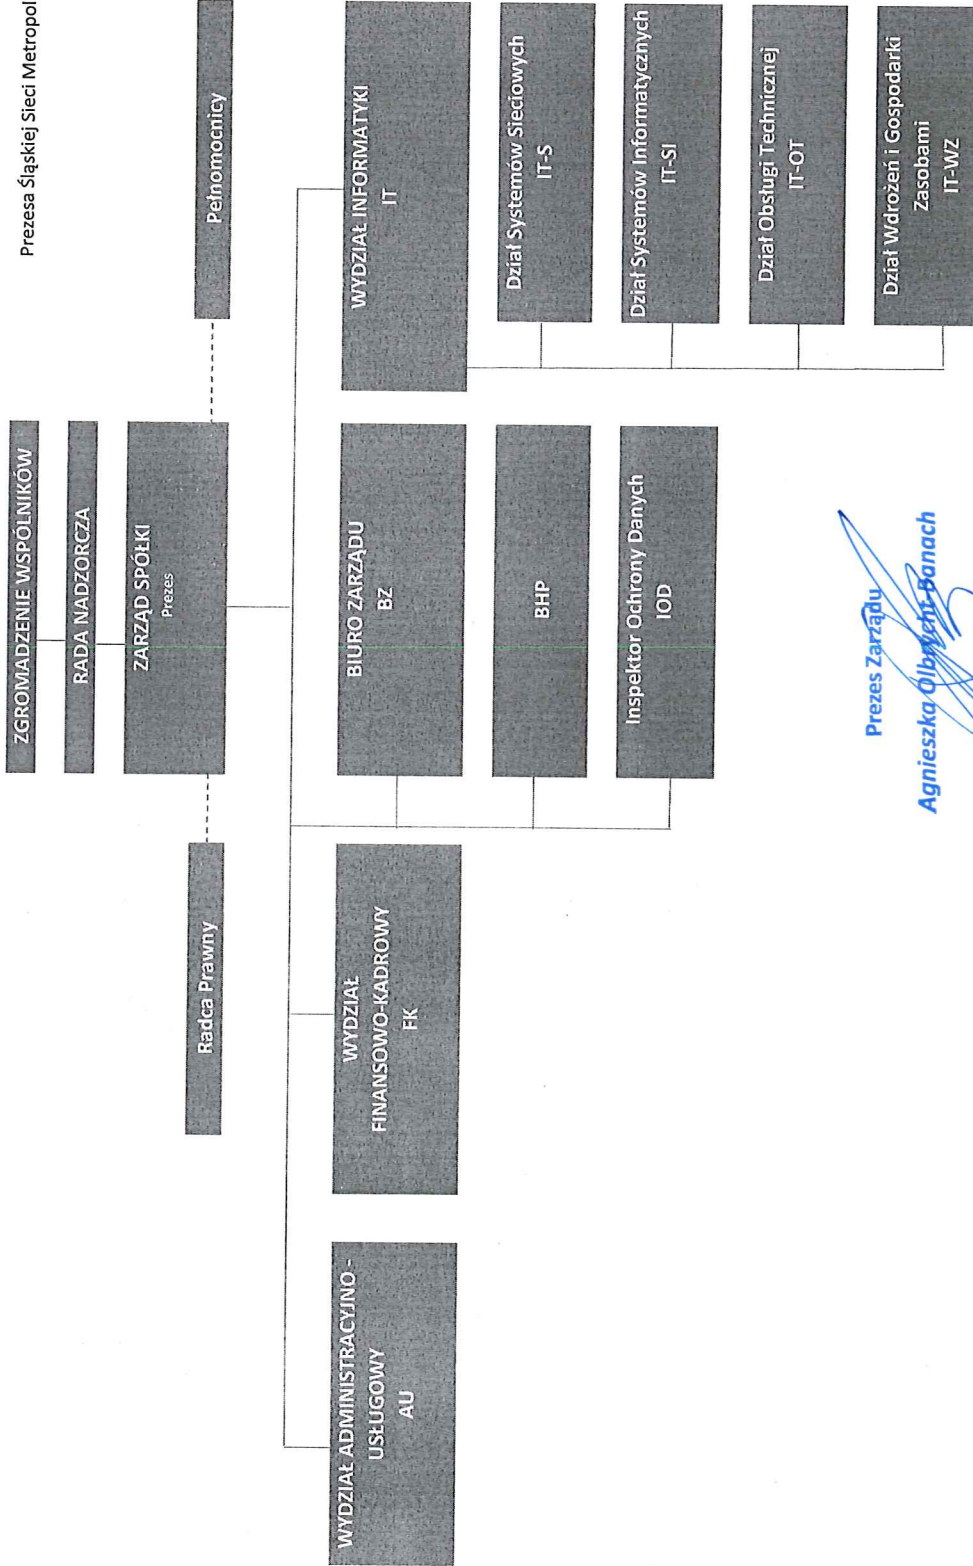 Prezesa Śląskiej Sieci Metropol
ZGROMADZENIE WSPÓLNIKÓW
RADA NADZORCZA
ZARZĄD SPÓŁKI
Prezes
Radca Prawny
Pełnomocnicy
WYDZIAŁ ADMINISTRACYJNO -
USŁUGOWY
AU
WYDZIAŁ
FINANSOWO-KADROWY
FK
BIURO ZARZĄDU
BZ
BHP
Inspektor Ochrony Danych
IOD
WYDZIAŁ INFORMATYKI
IT
Dział Systemów Sieciowych
IT-S
Dział Systemów Informatycznych
IT-SI
Dział Obsługi Technicznej
IT-OT
Dział Wdrożeń i Gospodarki
Zasobami
IT-WZ
Prezes Zarządu
Agnieszka Olbrycht-Banach